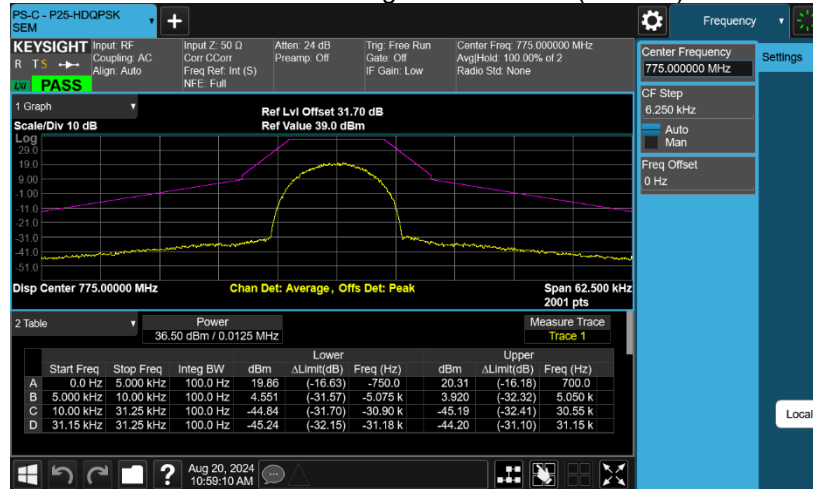 PS-C - P25-HDQPSK
SEM
Frequency
KEYSIGHT
R T S
LXI
PASS
Input: RF
Coupling: AC
Align: Auto
Input Z: 50 Ω
Corr CCorr
Freq Ref: Int (S)
NFE: Full
Atten: 24 dB
Preamp: Off
Trig: Free Run
Gate: Off
IF Gain: Low
Center Freq: 775.000000 MHz
Avg|Hold: 100.00% of 2
Radio Std: None
Center Frequency
775.000000 MHz
Settings
CF Step
6.250 kHz
Auto
Man
Freq Offset
0 Hz
1 Graph
Scale/Div 10 dB
Ref Lvl Offset 31.70 dB
Ref Value 39.0 dBm
Log
29.0
19.0
9.00
-1.00
-11.0
-21.0
-31.0
-41.0
-51.0
Disp Center 775.00000 MHz
Chan Det: Average, Offs Det: Peak
Span 62.500 kHz
2001 pts
2 Table
Power
36.50 dBm / 0.0125 MHz
Measure Trace
Trace 1
Lower Upper
Start Freq Stop Freq Integ BW dBm ΔLimit(dB) Freq (Hz) dBm ΔLimit(dB) Freq (Hz)
A 0.0 Hz 5.000 kHz 100.0 Hz 19.86 (-16.63) -750.0 20.31 (-16.18) 700.0
B 5.000 kHz 10.00 kHz 100.0 Hz 4.551 (-31.57) -5.075 k 3.920 (-32.32) 5.050 k
C 10.00 kHz 31.25 kHz 100.0 Hz -44.84 (-31.70) -30.90 k -45.19 (-32.41) 30.55 k
D 31.15 kHz 31.25 kHz 100.0 Hz -45.24 (-32.15) -31.18 k -44.20 (-31.10) 31.15 k
Local
Aug 20, 2024
10:59:10 AM